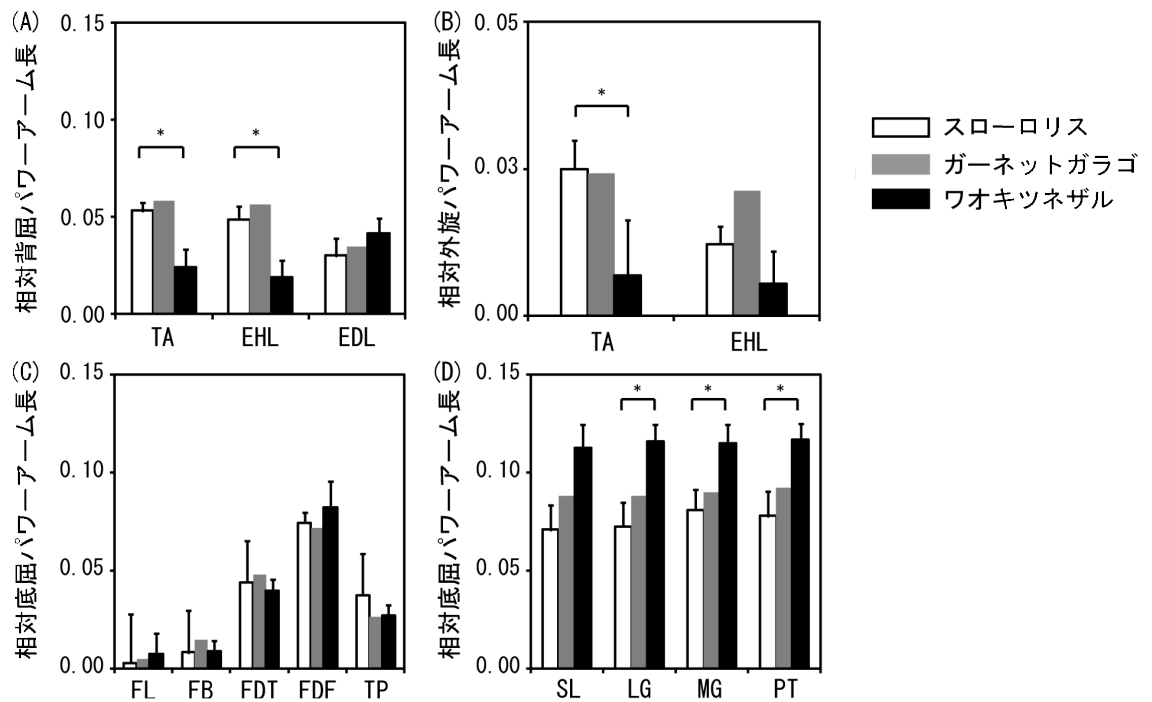 (A)
相対背屈パワーアーム長
0.15
0.10
0.05
0.00
*
*
TA EHL EDL
(B)
相対外旋パワーアーム長
0.05
0.03
0.00
*
TA EHL
スローロリス
ガーネットガラゴ
ワオキツネザル
(C)
相対底屈パワーアーム長
0.15
0.10
0.05
0.00
FL FB FDT FDF TP
(D)
相対底屈パワーアーム長
0.15
0.10
0.05
0.00
* * *
SL LG MG PT